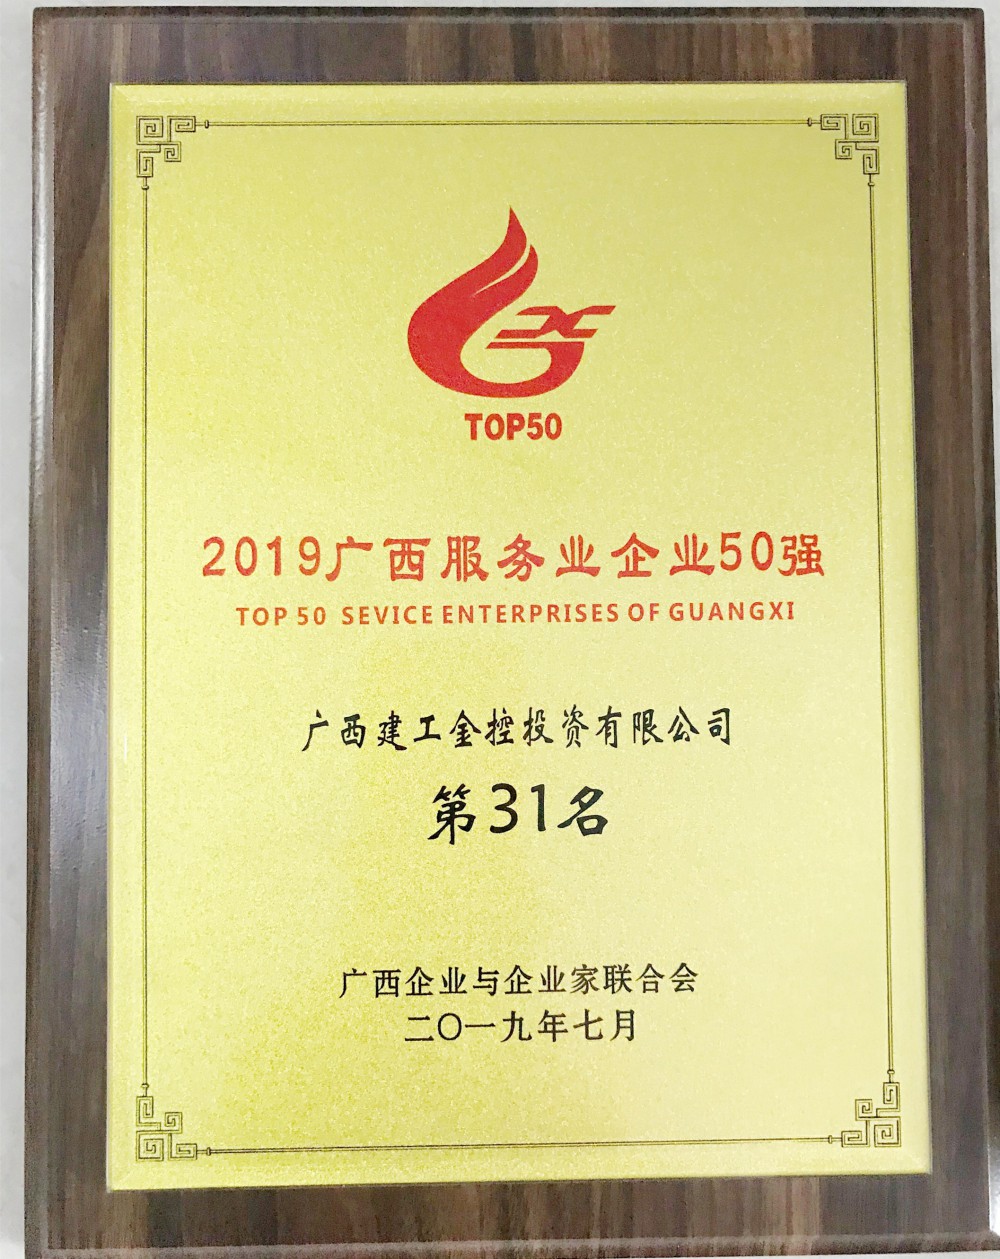 TOP50
2019广西服务业企业50强
TOP 50 SEVICE ENTERPRISES OF GUANGXI
广西建工金控投资有限公司
第31名
广西企业与企业家联合会
二〇一九年七月